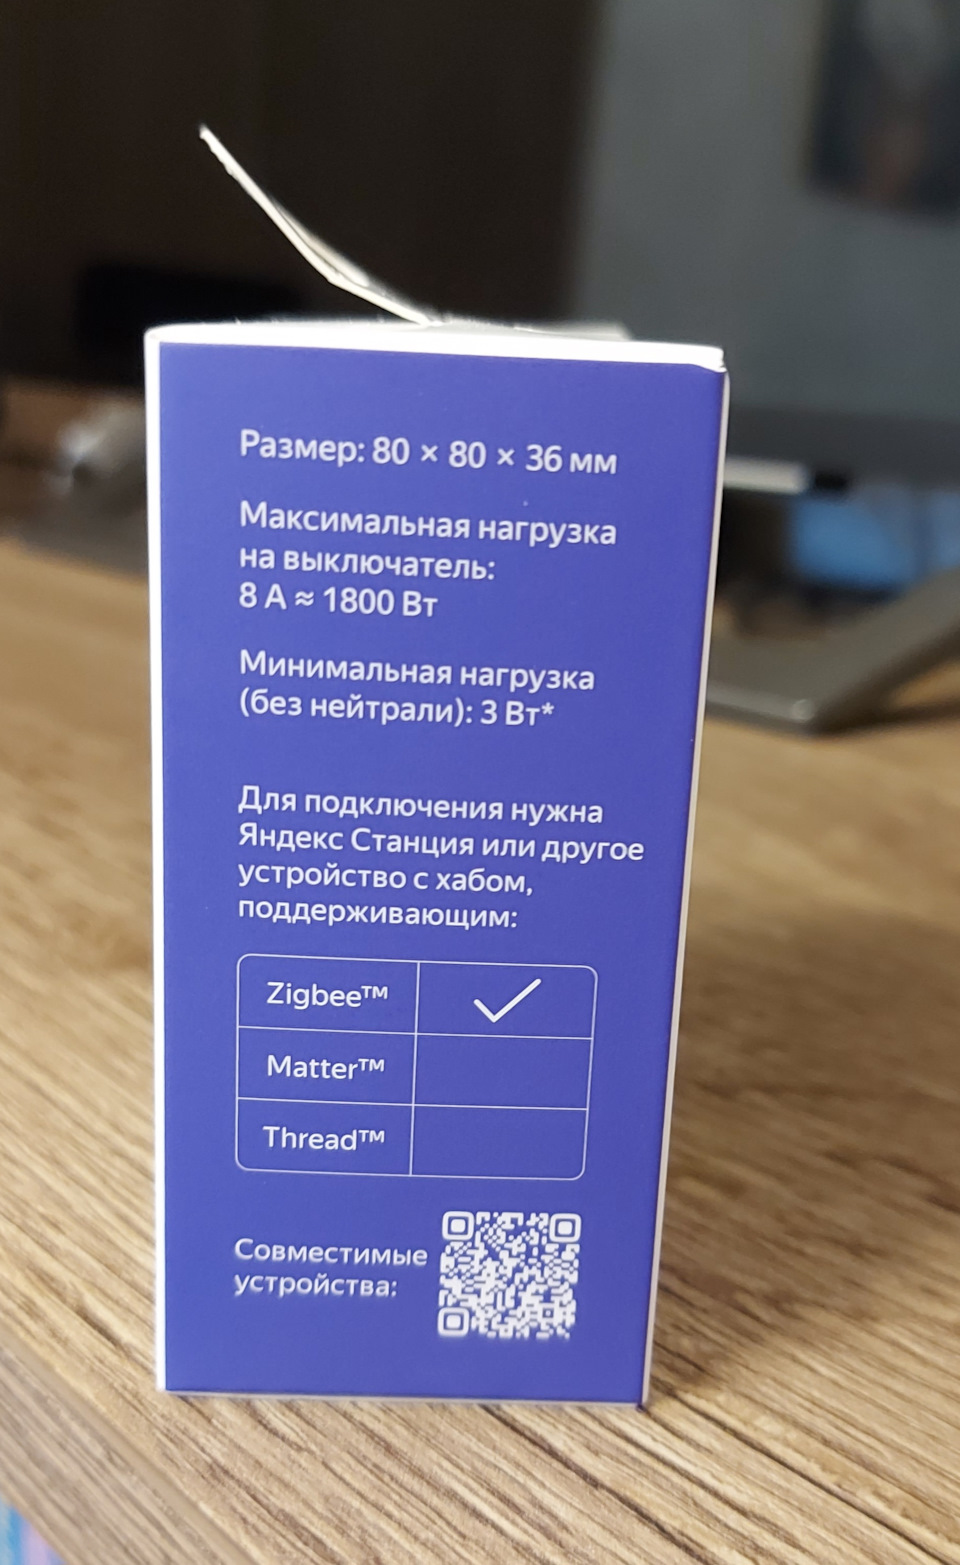 Размер: 80 × 80 × 36 мм
Максимальная нагрузка
на выключатель:
8 А ≈ 1800 Вт
Минимальная нагрузка
(без нейтрали): 3 Вт*
Для подключения нужна
Яндекс Станция или другое
устройство с хабом,
поддерживающим:
Zigbee™
Matter™
Thread™
Совместимые
устройства: